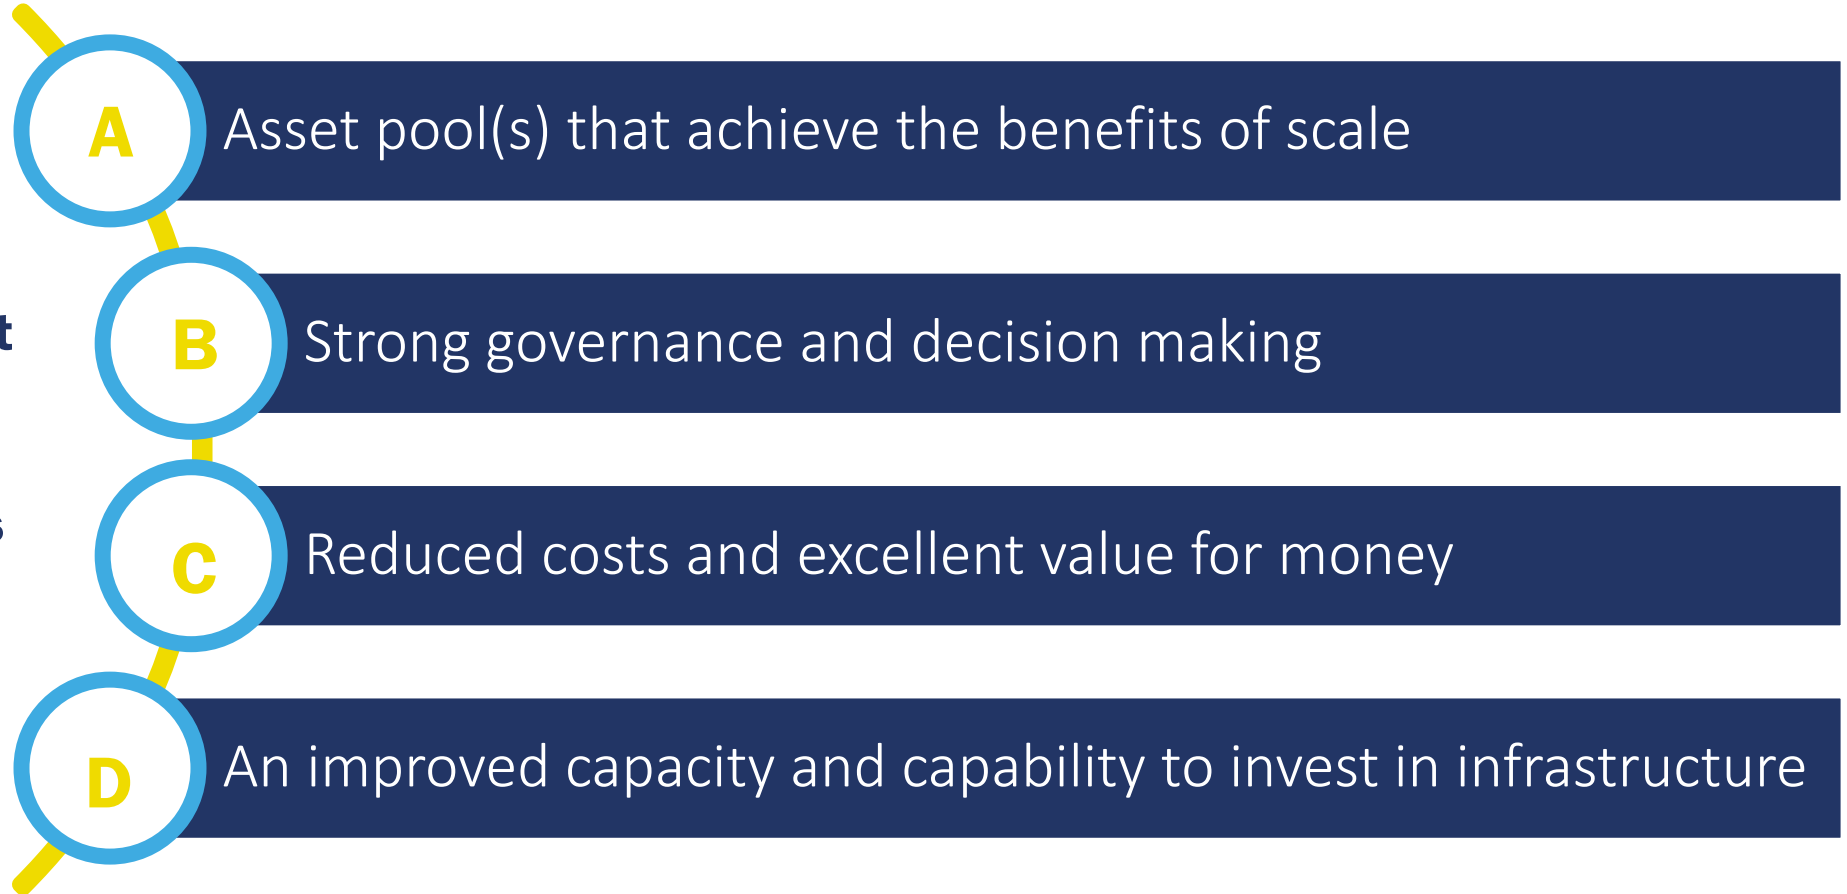 A
Asset pool(s) that achieve the benefits of scale
t
B
Strong governance and decision making
s
C
Reduced costs and excellent value for money
D
An improved capacity and capability to invest in infrastructure